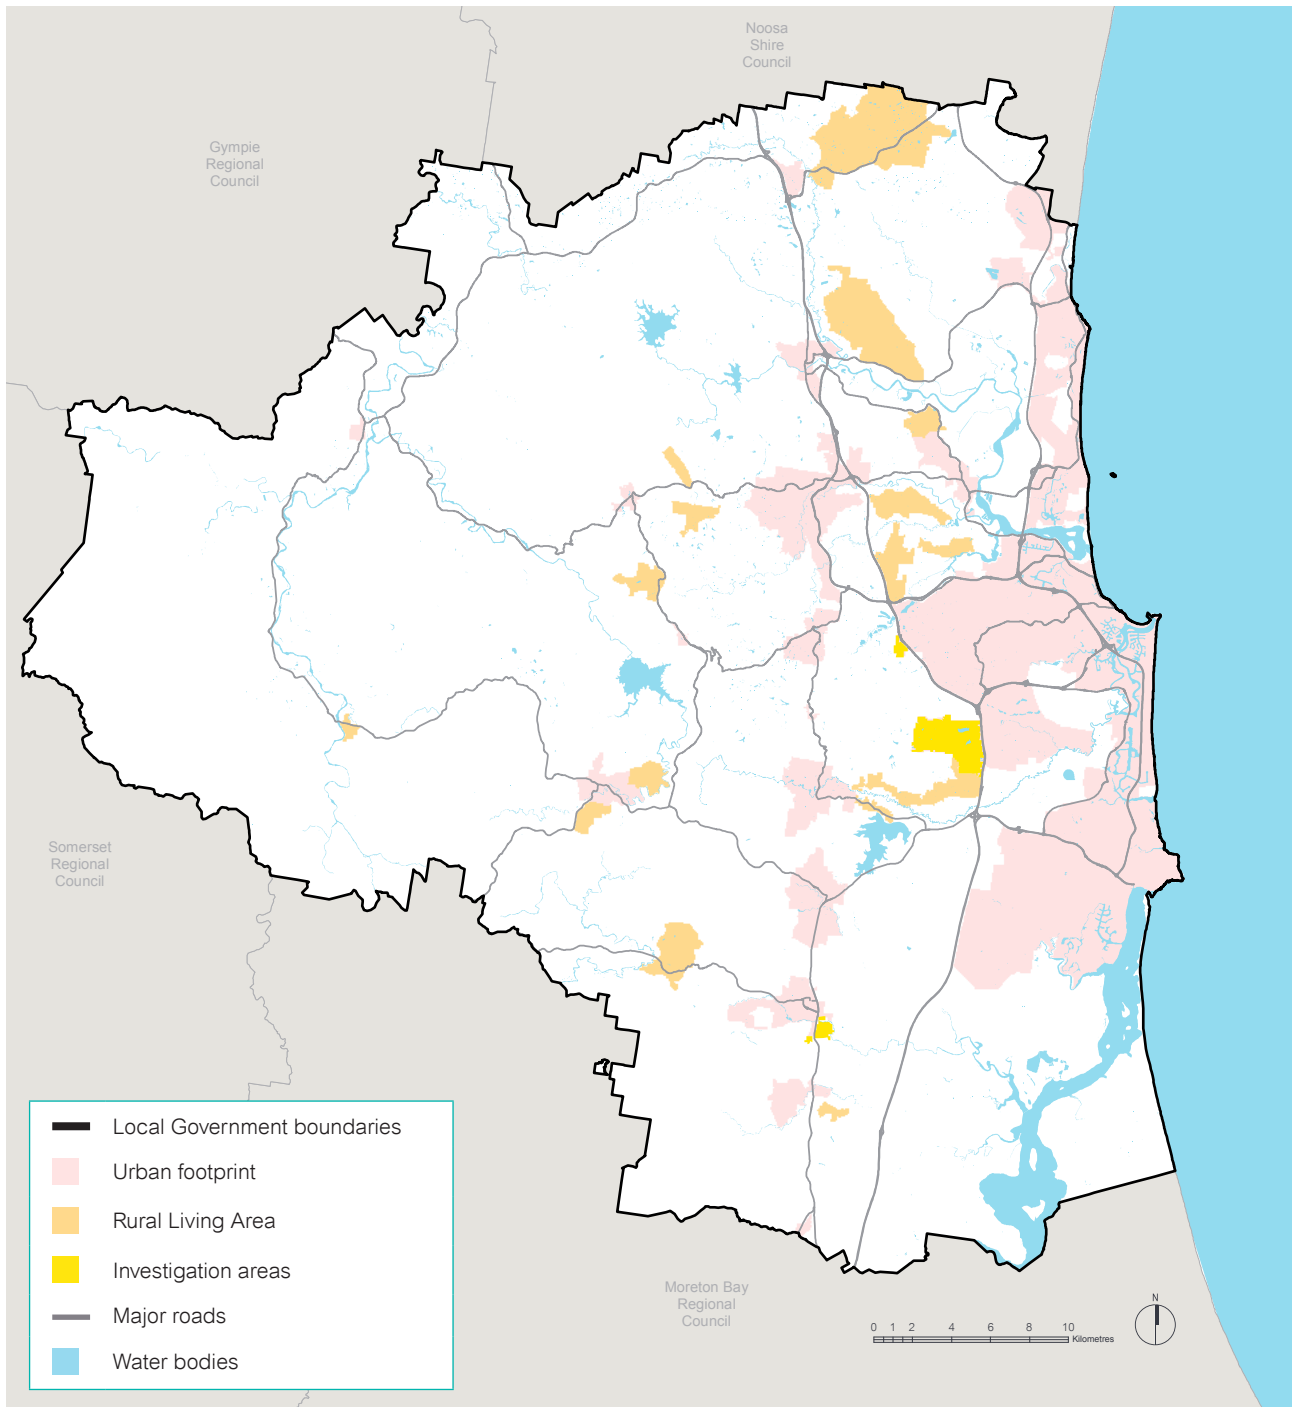 Noosa
Shire
Council
Gympie
Regional
Council
Somerset
Regional
Council
Local Government boundaries
Urban footprint
Rural Living Area
Investigation areas
Major roads
Water bodies
Moreton Bay
Regional
Council
0 1 2 4 6 8 10
Kilometres
N